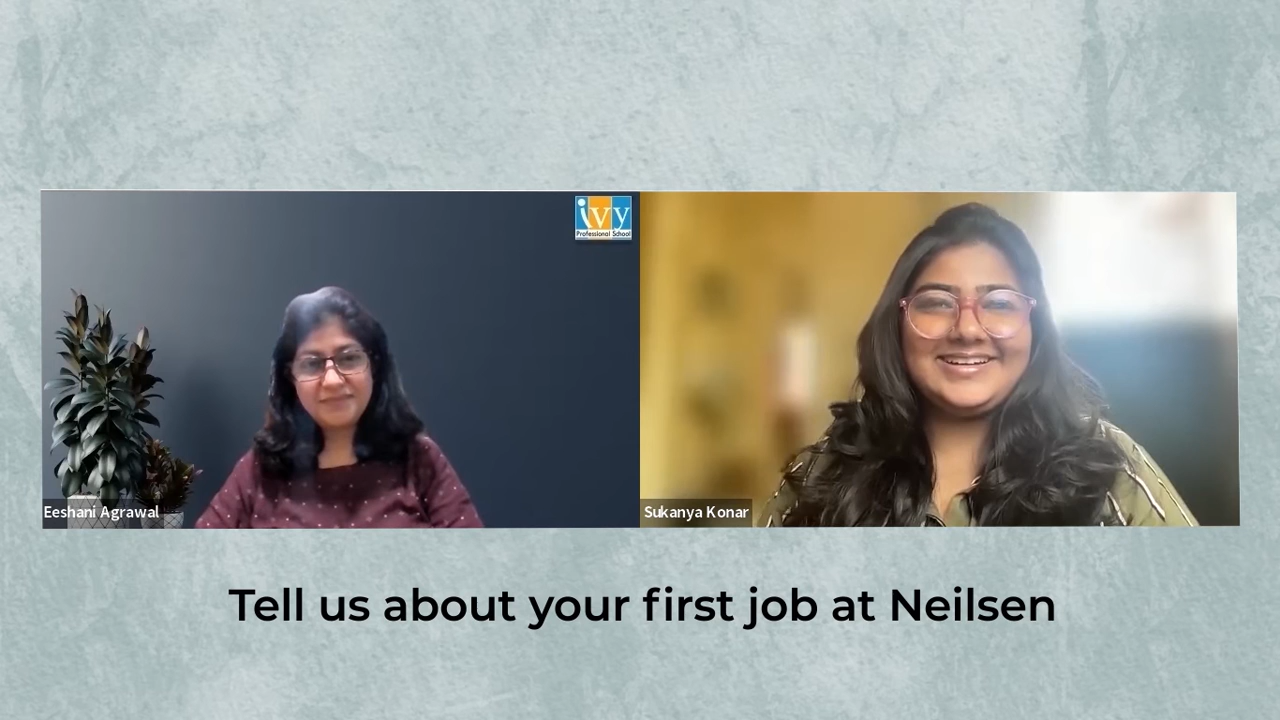 ivy
Professional School
Eeshani Agrawal
Sukanya Konar
Tell us about your first job at Neilsen